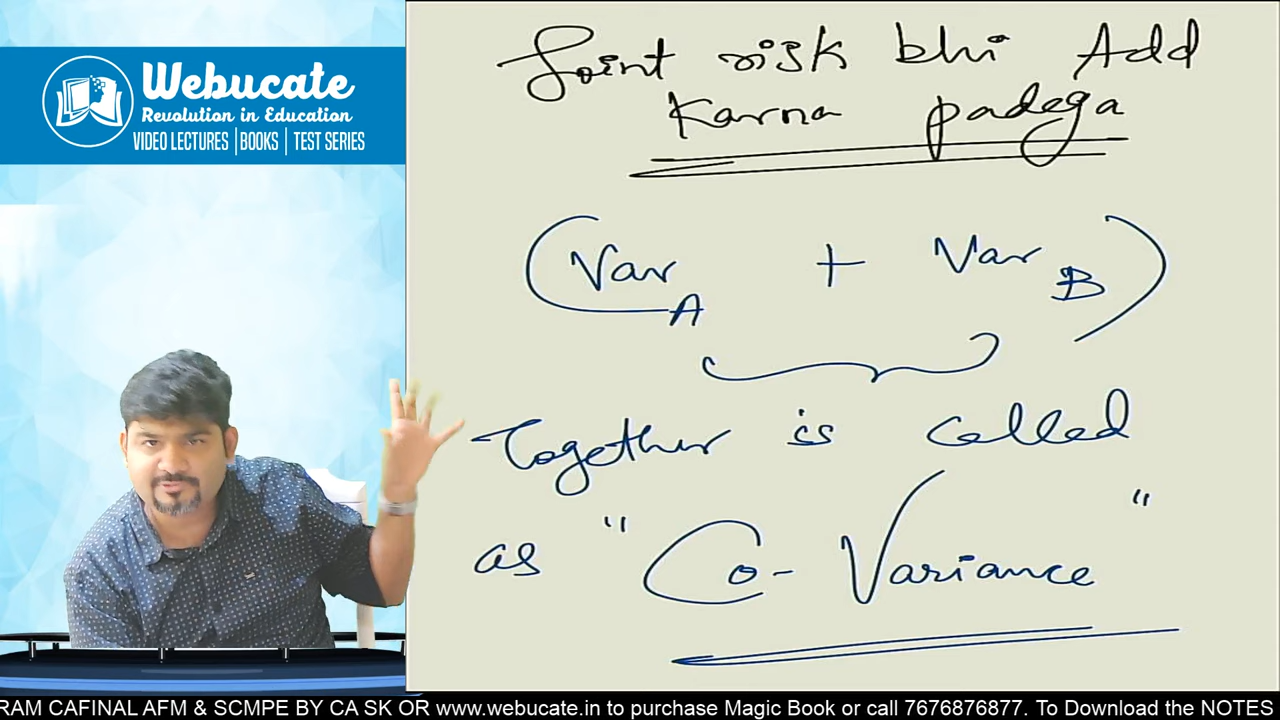 Webucate
Revolution in Education
VIDEO LECTURES | BOOKS | TEST SERIES
Joint risk bhi Add
Karna padega
(Var A + Var B)
Together is called
as "Co-Variance"
RAM CAFINAL AFM & SCMPE BY CA SK OR www.webucate.in to purchase Magic Book or call 7676876877. To Download the NOTES